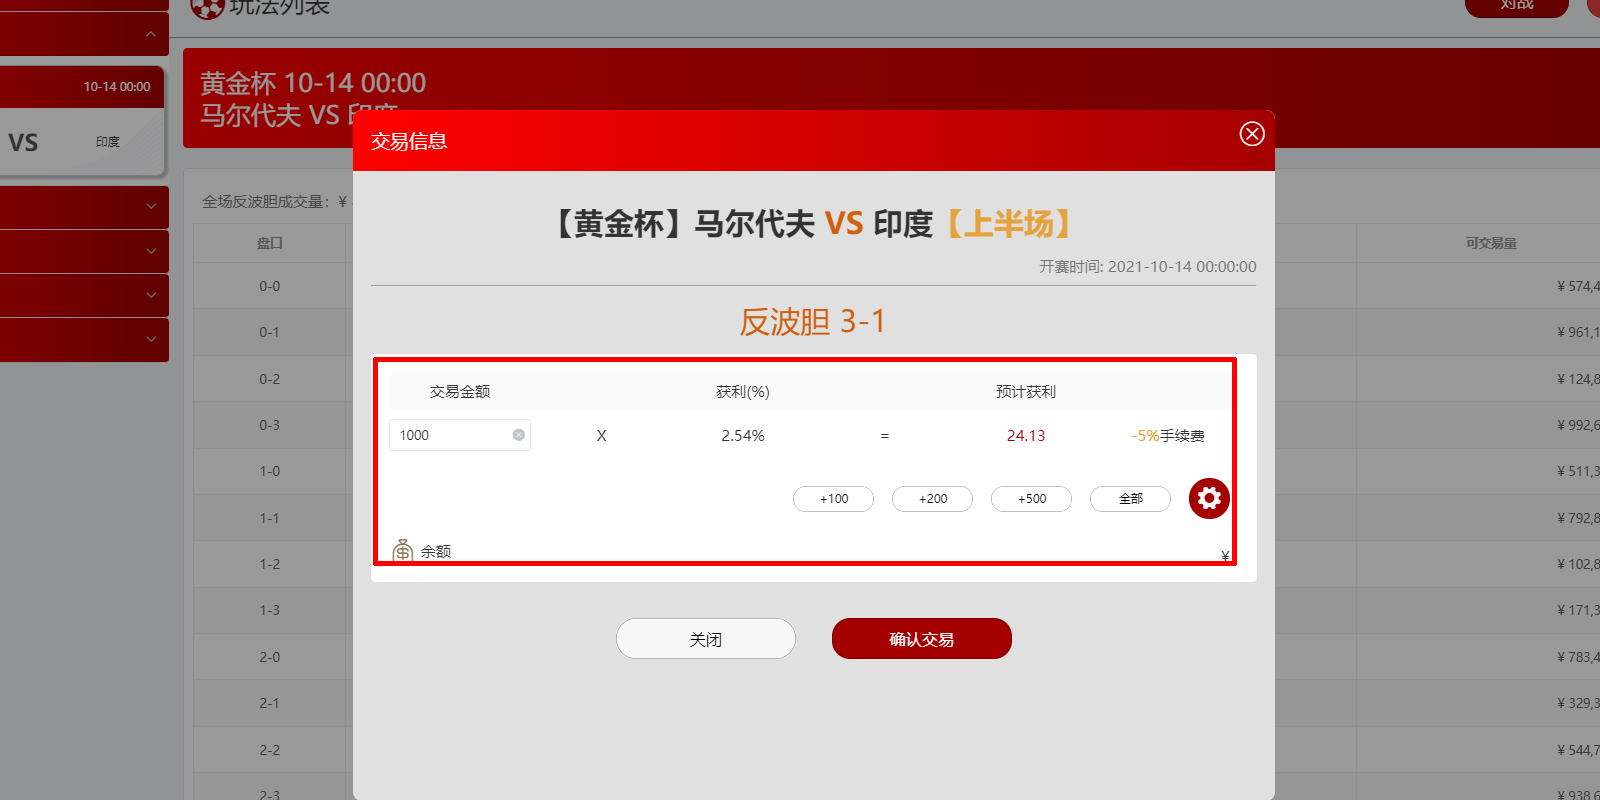 玩法列表
对战
10-14 00:00
VS 印度
黄金杯 10-14 00:00
马尔代夫 VS 印度
全场反波胆成交量: ¥
盘口
可交易量
0-0
¥ 574,4
0-1
¥ 961,1
0-2
¥ 124,8
0-3
¥ 992,6
1-0
¥ 511,3
1-1
¥ 792,8
1-2
¥ 102,8
1-3
¥ 171,3
2-0
¥ 783,4
2-1
¥ 329,3
2-2
¥ 544,7
2-3
¥ 938,6
交易信息
【黄金杯】马尔代夫 VS 印度【上半场】
开赛时间: 2021-10-14 00:00:00
反波胆 3-1
交易金额 获利(%) 预计获利
1000 X 2.54% = 24.13 -5%手续费
+100 +200 +500 全部
余额 ¥
关闭 确认交易